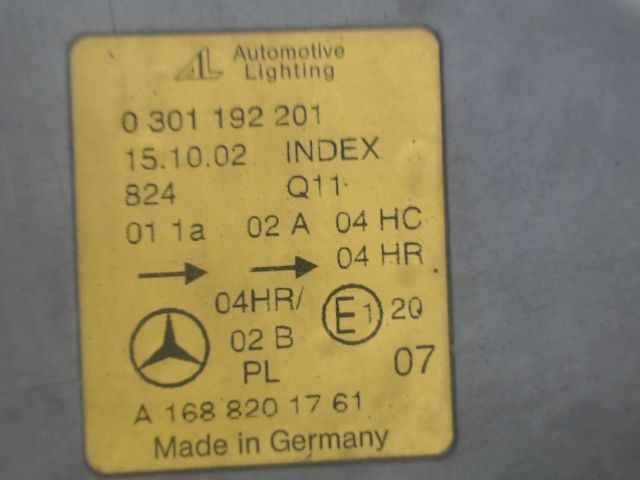 AL Automotive
Lighting
0 301 192 201
15.10.02 INDEX
824 Q11
01 1a 02 A 04 HC
04 HR
04HR/
02 B E1 20
PL 07
A 168 820 17 61
Made in Germany